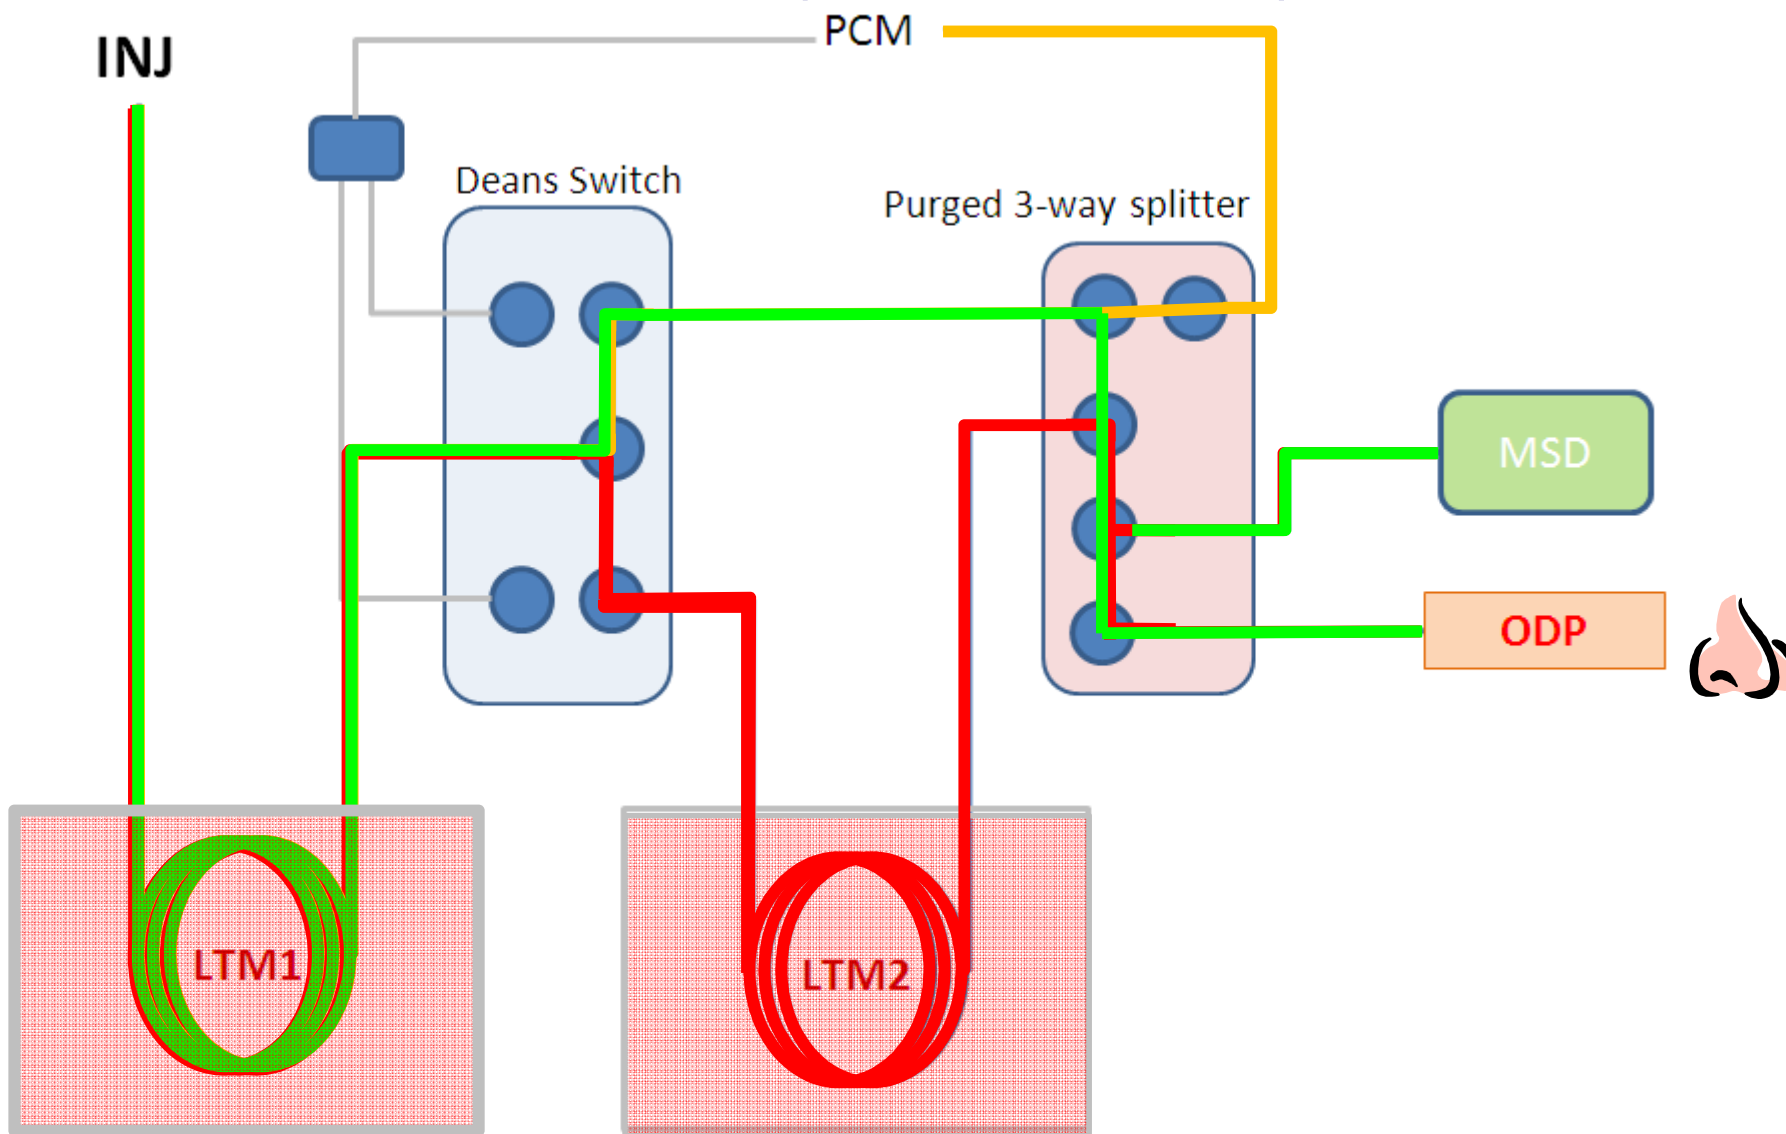 PCM
INJ
Deans Switch
Purged 3-way splitter
MSD
ODP
LTM1
LTM2